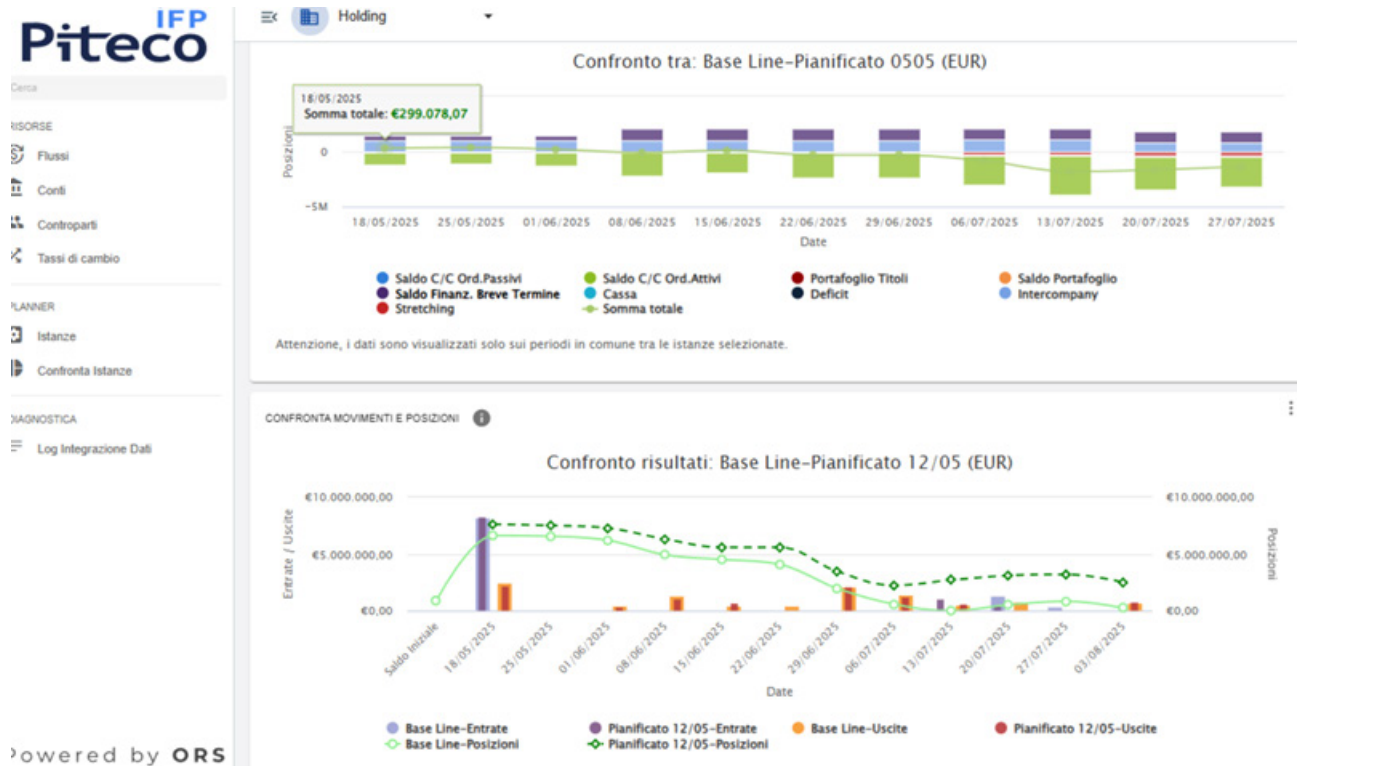 IFP
Piteco
Holding
Cerca
RISORSE
Flussi
Conti
Controparti
Tassi di cambio
PLANNER
Istanze
Confronta Istanze
DIAGNOSTICA
Log Integrazione Dati
Powered by ORS
Confronto tra: Base Line-Pianificato 0505 (EUR)
18/05/2025
Somma totale: €299.078,07
Posizioni
0
-5M
18/05/2025 25/05/2025 01/06/2025 08/06/2025 15/06/2025 22/06/2025 29/06/2025 06/07/2025 13/07/2025 20/07/2025 27/07/2025
Date
Saldo C/C Ord.Passivi Saldo C/C Ord.Attivi Portafoglio Titoli Saldo Portafoglio
Saldo Finanz. Breve Termine Cassa Deficit Intercompany
Stretching Somma totale
Attenzione, i dati sono visualizzati solo sui periodi in comune tra le istanze selezionate.
CONFRONTA MOVIMENTI E POSIZIONI
Confronto risultati: Base Line-Pianificato 12/05 (EUR)
€10.000.000,00 €10.000.000,00
Entrate / Uscite
Posizioni
€5.000.000,00 €5.000.000,00
€0,00 €0,00
Saldo Iniziale 18/05/2025 25/05/2025 01/06/2025 08/06/2025 15/06/2025 22/06/2025 29/06/2025 06/07/2025 13/07/2025 20/07/2025 27/07/2025 03/08/2025
Date
Base Line-Entrate Pianificato 12/05-Entrate Base Line-Uscite Pianificato 12/05-Uscite
Base Line-Posizioni Pianificato 12/05-Posizioni